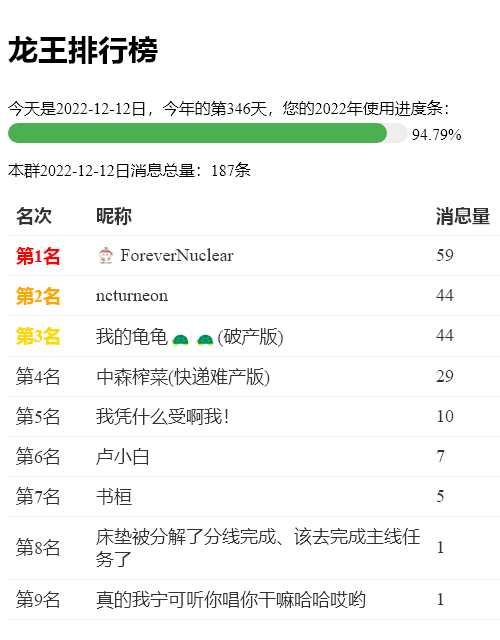 龙王排行榜
今天是2022-12-12日，今年的第346天，您的2022年使用进度条：
94.79%
本群2022-12-12日消息总量：187条
名次 昵称 消息量
第1名 ForeverNuclear 59
第2名 ncturneon 44
第3名 我的龟龟🐢🐢(破产版) 44
第4名 中森榨菜(快递难产版) 29
第5名 我凭什么受啊我！ 10
第6名 卢小白 7
第7名 书桓 5
第8名 床垫被分解了分线完成、该去完成主线任 1
务了
第9名 真的我宁可听你唱你干嘛哈哈哎哟 1